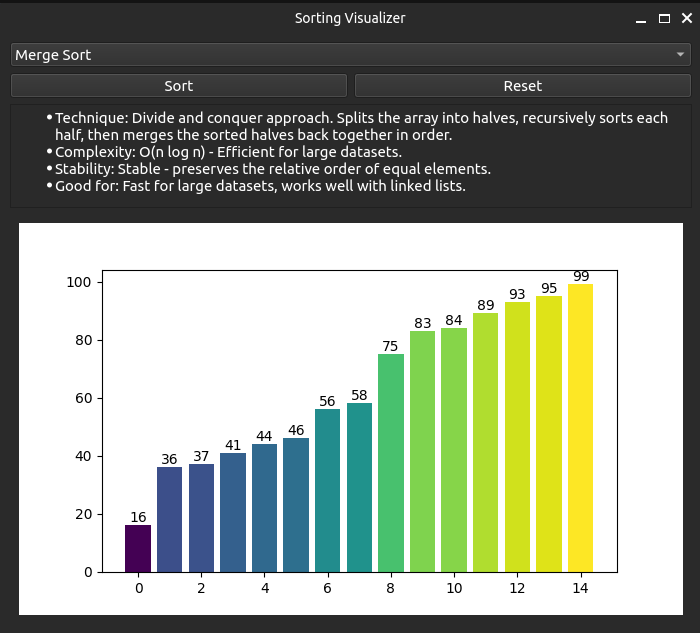 Sorting Visualizer
Merge Sort
Sort Reset
• Technique: Divide and conquer approach. Splits the array into halves, recursively sorts each
half, then merges the sorted halves back together in order.
• Complexity: O(n log n) - Efficient for large datasets.
• Stability: Stable - preserves the relative order of equal elements.
• Good for: Fast for large datasets, works well with linked lists.
100
80
60
40
20
0
16 36 37 41 44 46 56 58 75 83 84 89 93 95 99
0 2 4 6 8 10 12 14